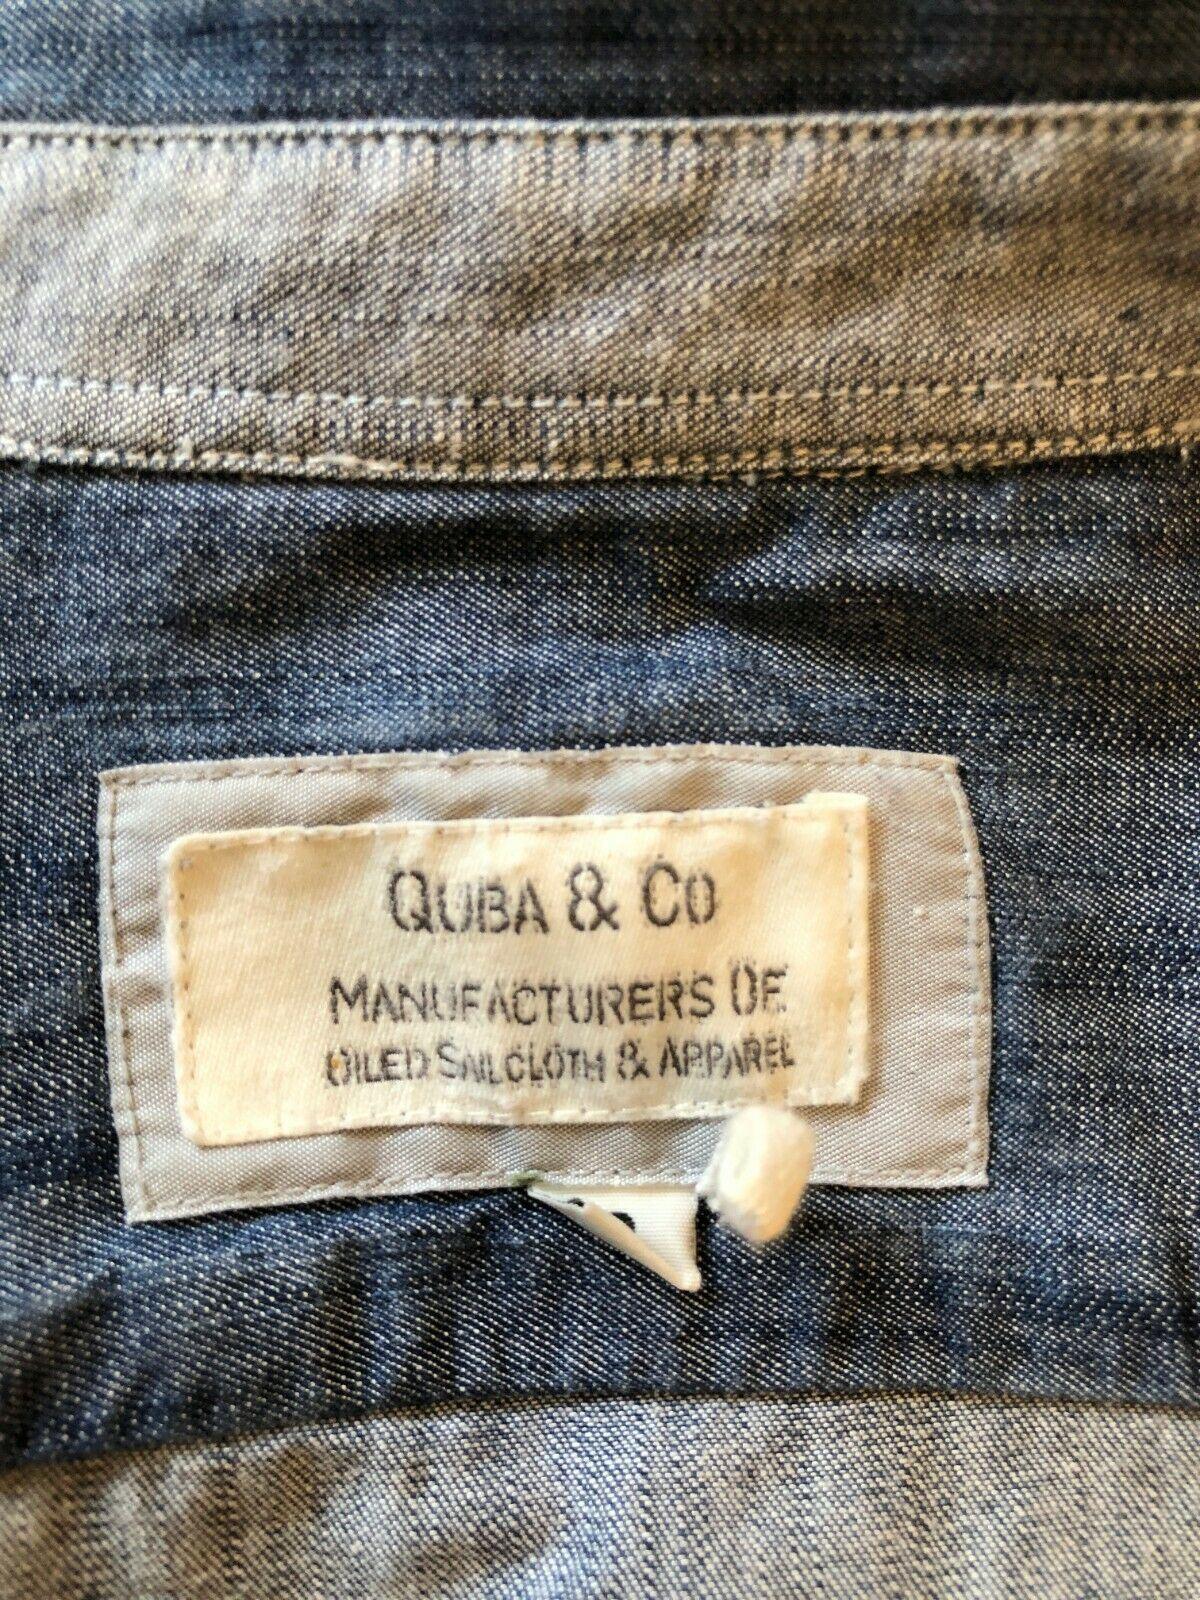 QUBA & CO
MANUFACTURERS OF
OILED SAILCLOTH & APPAREL